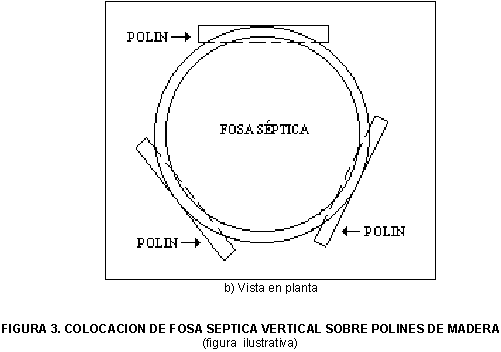 POLIN
FOSA SÉPTICA
POLIN
POLIN
b) Vista en planta
FIGURA 3. COLOCACION DE FOSA SEPTICA VERTICAL SOBRE POLINES DE MADERA
(figura ilustrativa)